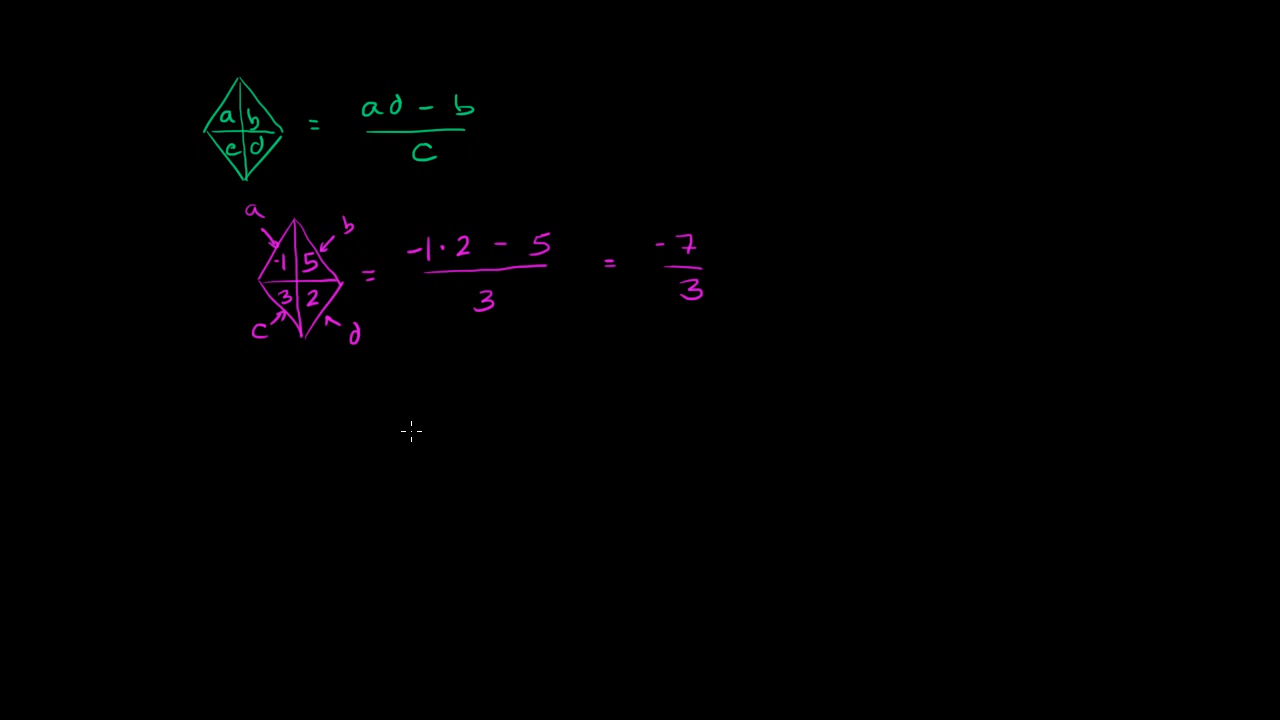 a b = ad - b
c d c
a b
-1 5 = -1·2 - 5 = -7
3 2 3 3
c d